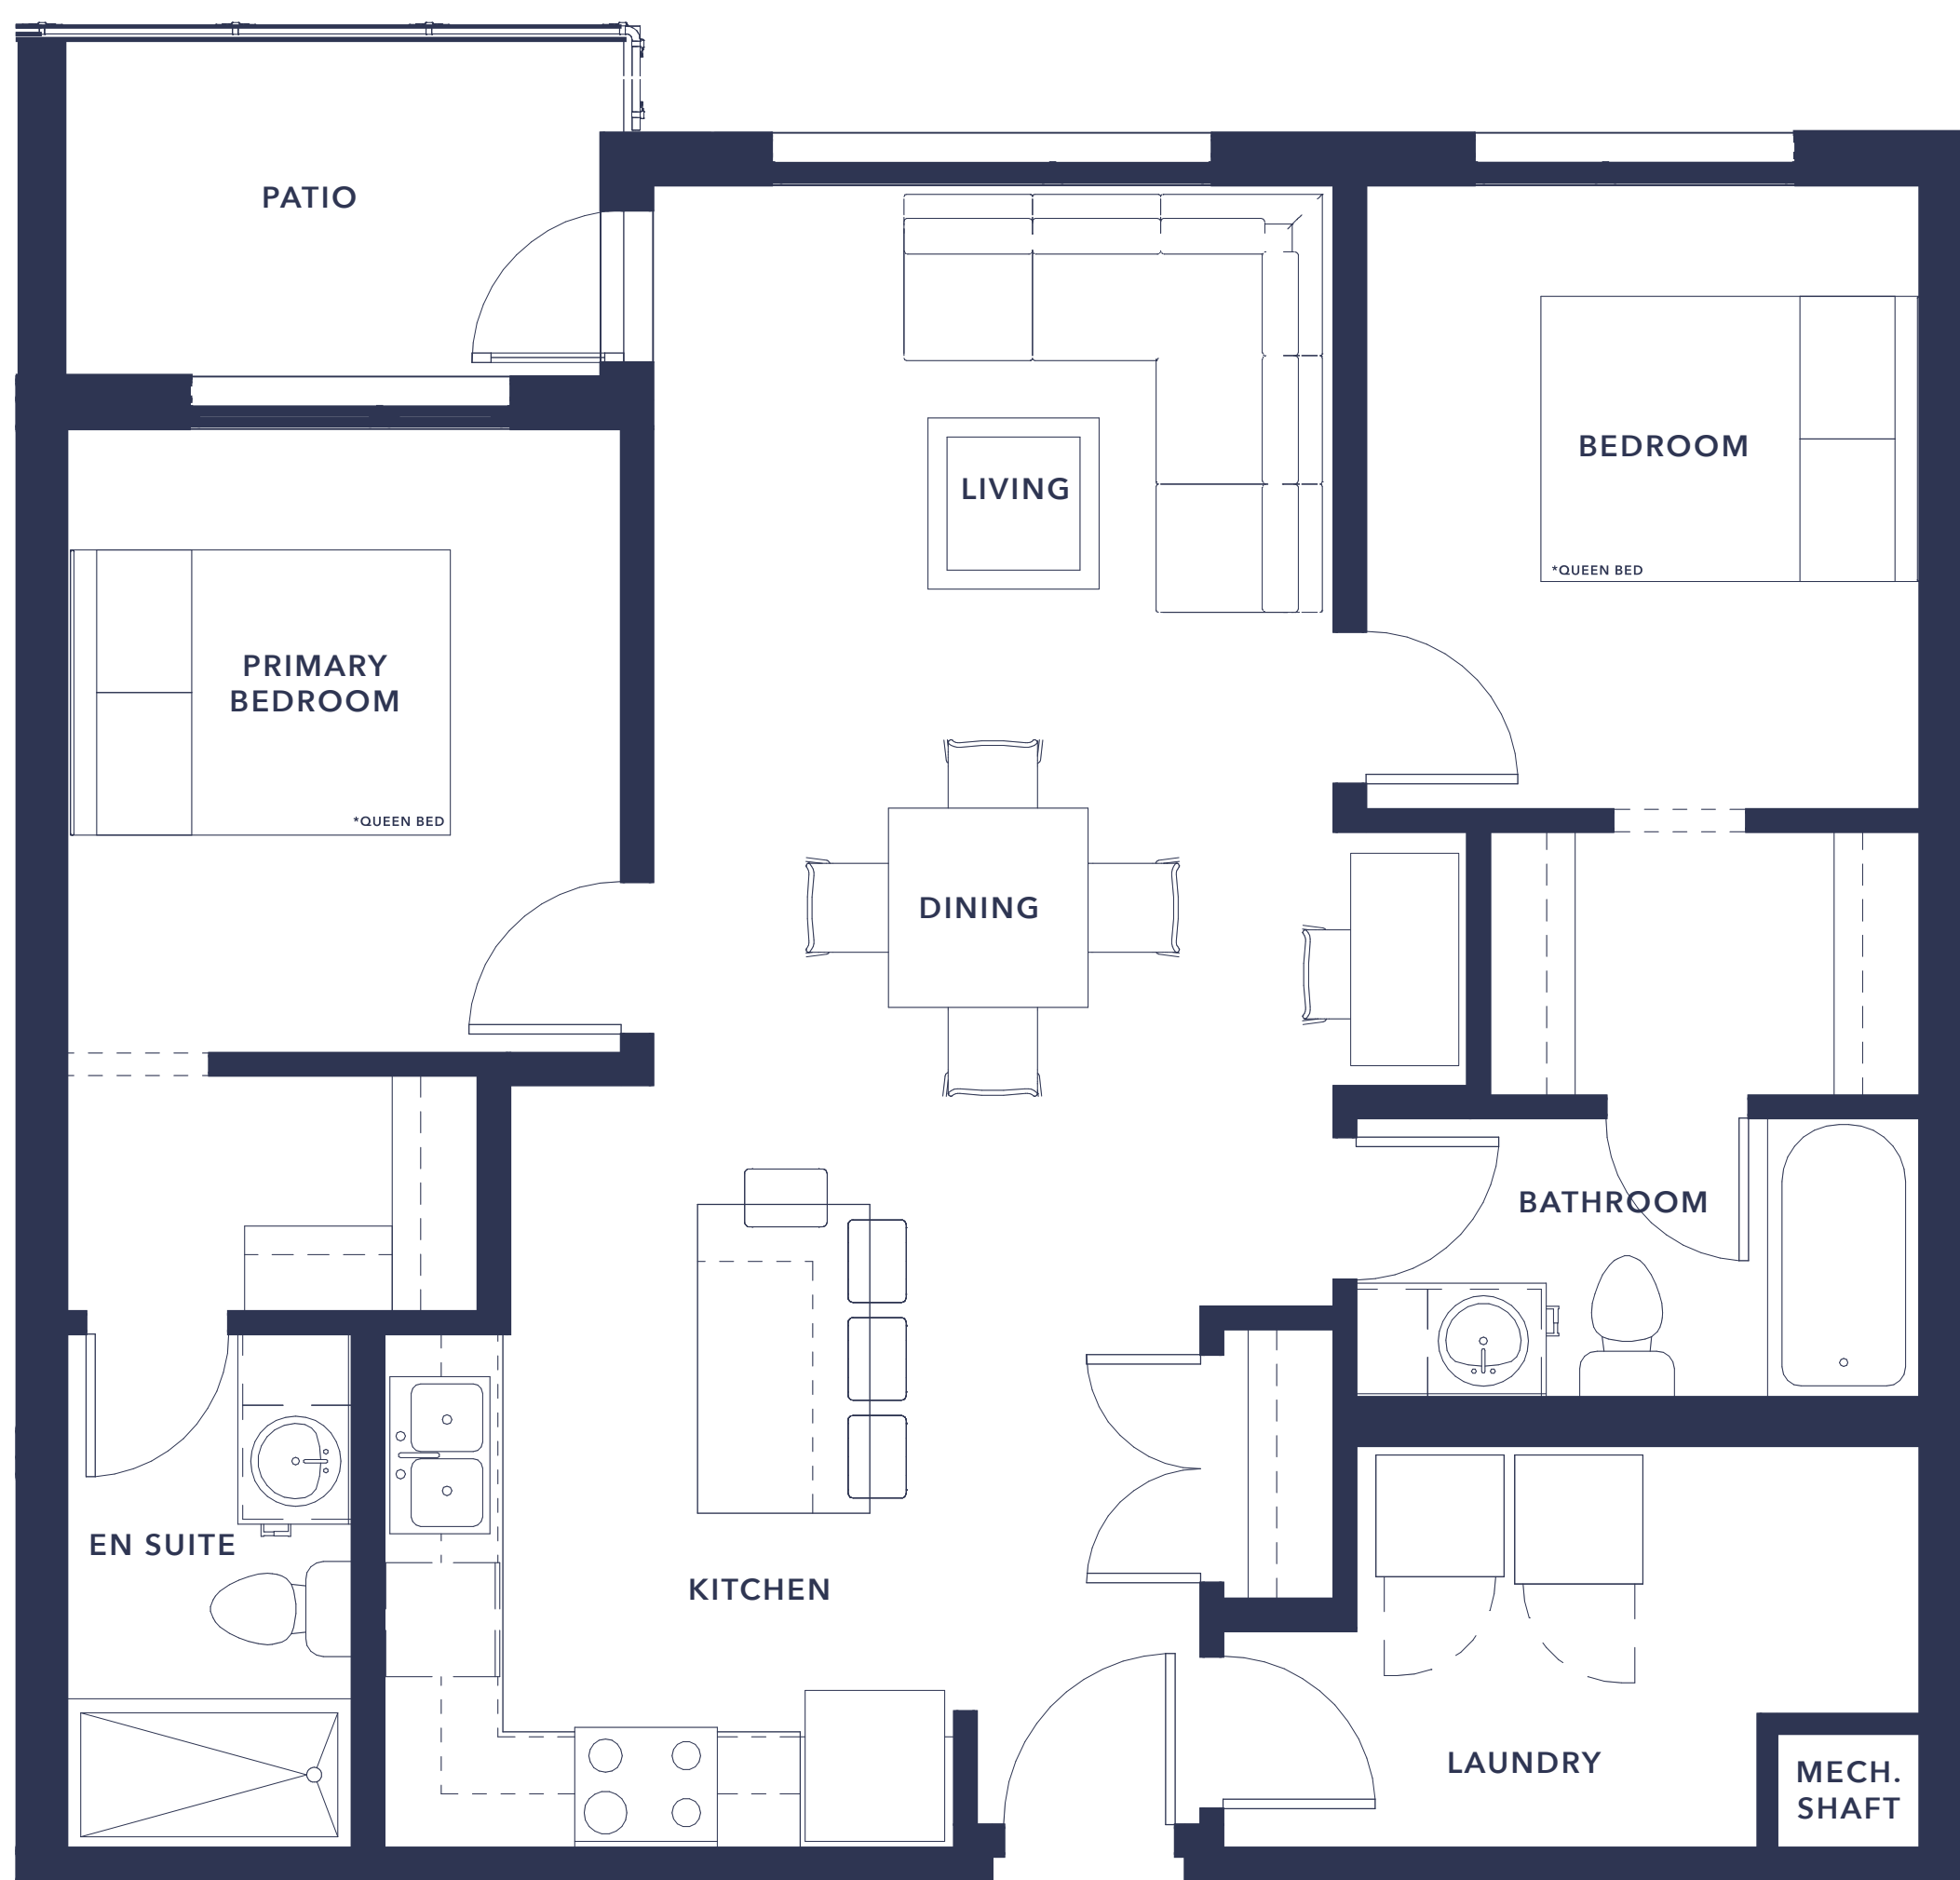 PATIO
BEDROOM
LIVING
*QUEEN BED
PRIMARY
BEDROOM
*QUEEN BED
DINING
BATHROOM
EN SUITE
KITCHEN
LAUNDRY
MECH.
SHAFT